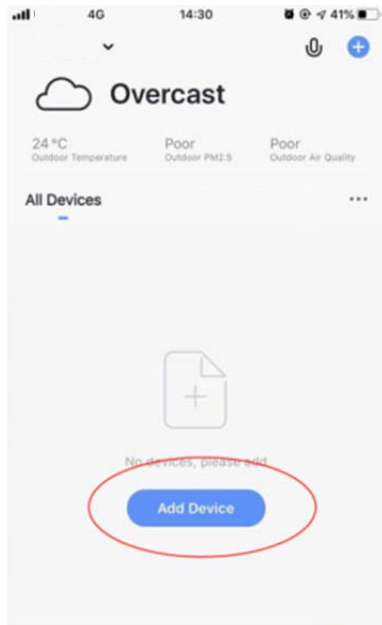 4G 14:30 41%
Overcast
24 °C Poor Poor
Outdoor Temperature Outdoor PM2.5 Outdoor Air Quality
All Devices
No devices, please add
Add Device